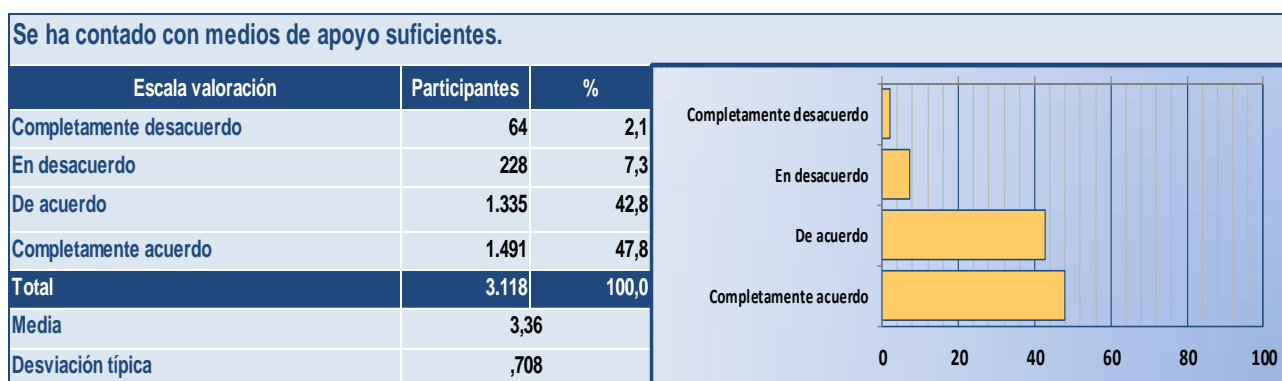 Se ha contado con medios de apoyo suficientes.
Escala valoración Participantes %
Completamente desacuerdo 64 2,1
En desacuerdo 228 7,3
De acuerdo 1.335 42,8
Completamente acuerdo 1.491 47,8
Total 3.118 100,0
Media 3,36
Desviación típica ,708
Completamente desacuerdo
En desacuerdo
De acuerdo
Completamente acuerdo
0 20 40 60 80 100